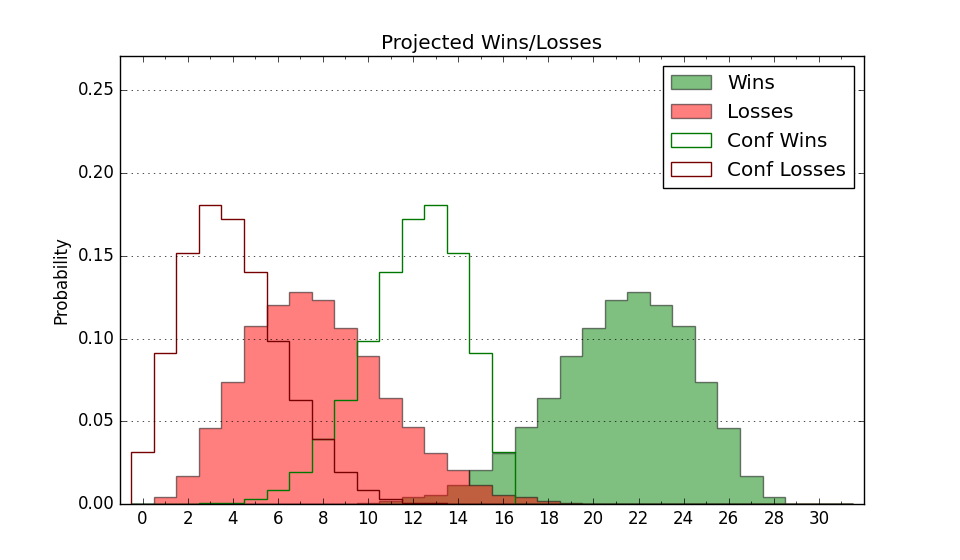 Projected Wins/Losses
0.25
0.20
0.15
0.10
0.05
0.00
Probability
Wins
Losses
Conf Wins
Conf Losses
0 2 4 6 8 10 12 14 16 18 20 22 24 26 28 30